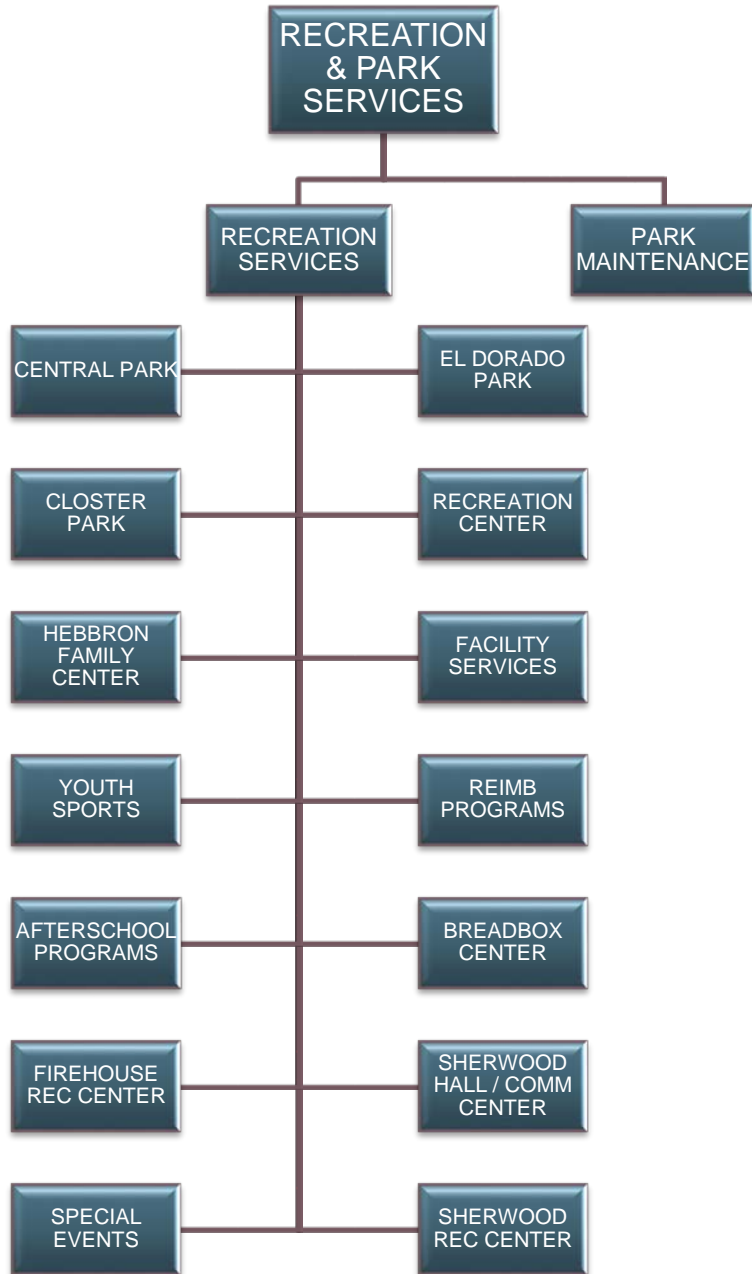 RECREATION
& PARK
SERVICES
RECREATION
SERVICES
PARK
MAINTENANCE
CENTRAL PARK
EL DORADO
PARK
CLOSTER
PARK
RECREATION
CENTER
HEBBRON
FAMILY
CENTER
FACILITY
SERVICES
YOUTH
SPORTS
REIMB
PROGRAMS
AFTERSCHOOL
PROGRAMS
BREADBOX
CENTER
FIREHOUSE
REC CENTER
SHERWOOD
HALL / COMM
CENTER
SPECIAL
EVENTS
SHERWOOD
REC CENTER